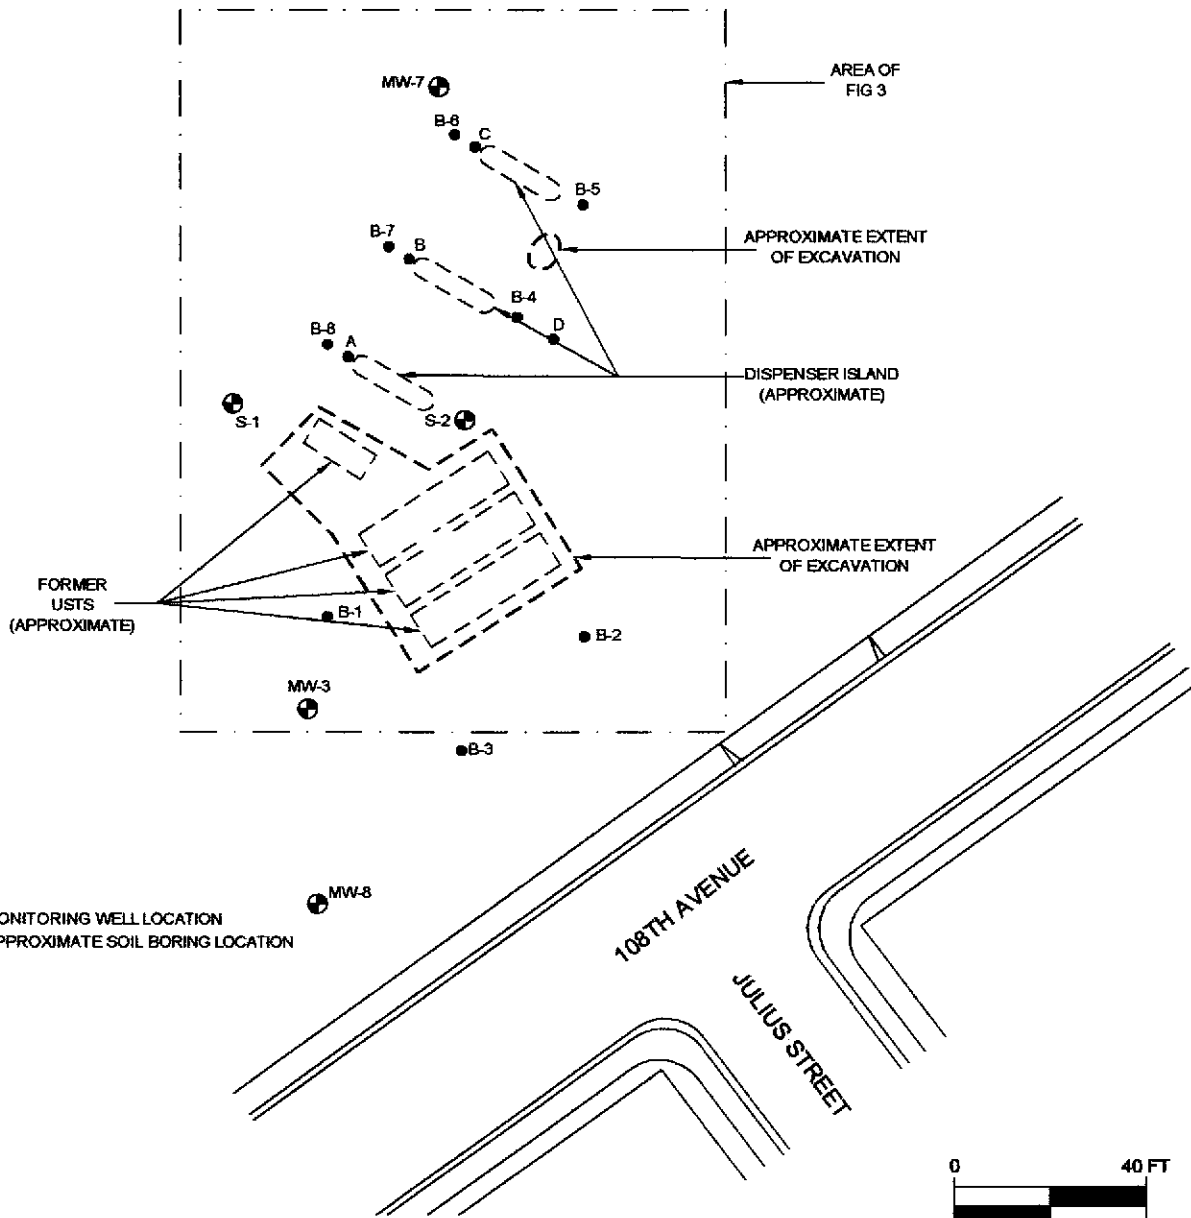 MW-7
AREA OF
FIG 3
B-6
C
B-5
B-7
B
APPROXIMATE EXTENT
OF EXCAVATION
B-4
D
B-8
A
DISPENSER ISLAND
(APPROXIMATE)
S-1
S-2
APPROXIMATE EXTENT
OF EXCAVATION
FORMER
USTS
(APPROXIMATE)
B-1
B-2
MW-3
B-3
MW-8
ONITORING WELL LOCATION
PPROXIMATE SOIL BORING LOCATION
108TH AVENUE
JULIUS STREET
0 40 FT